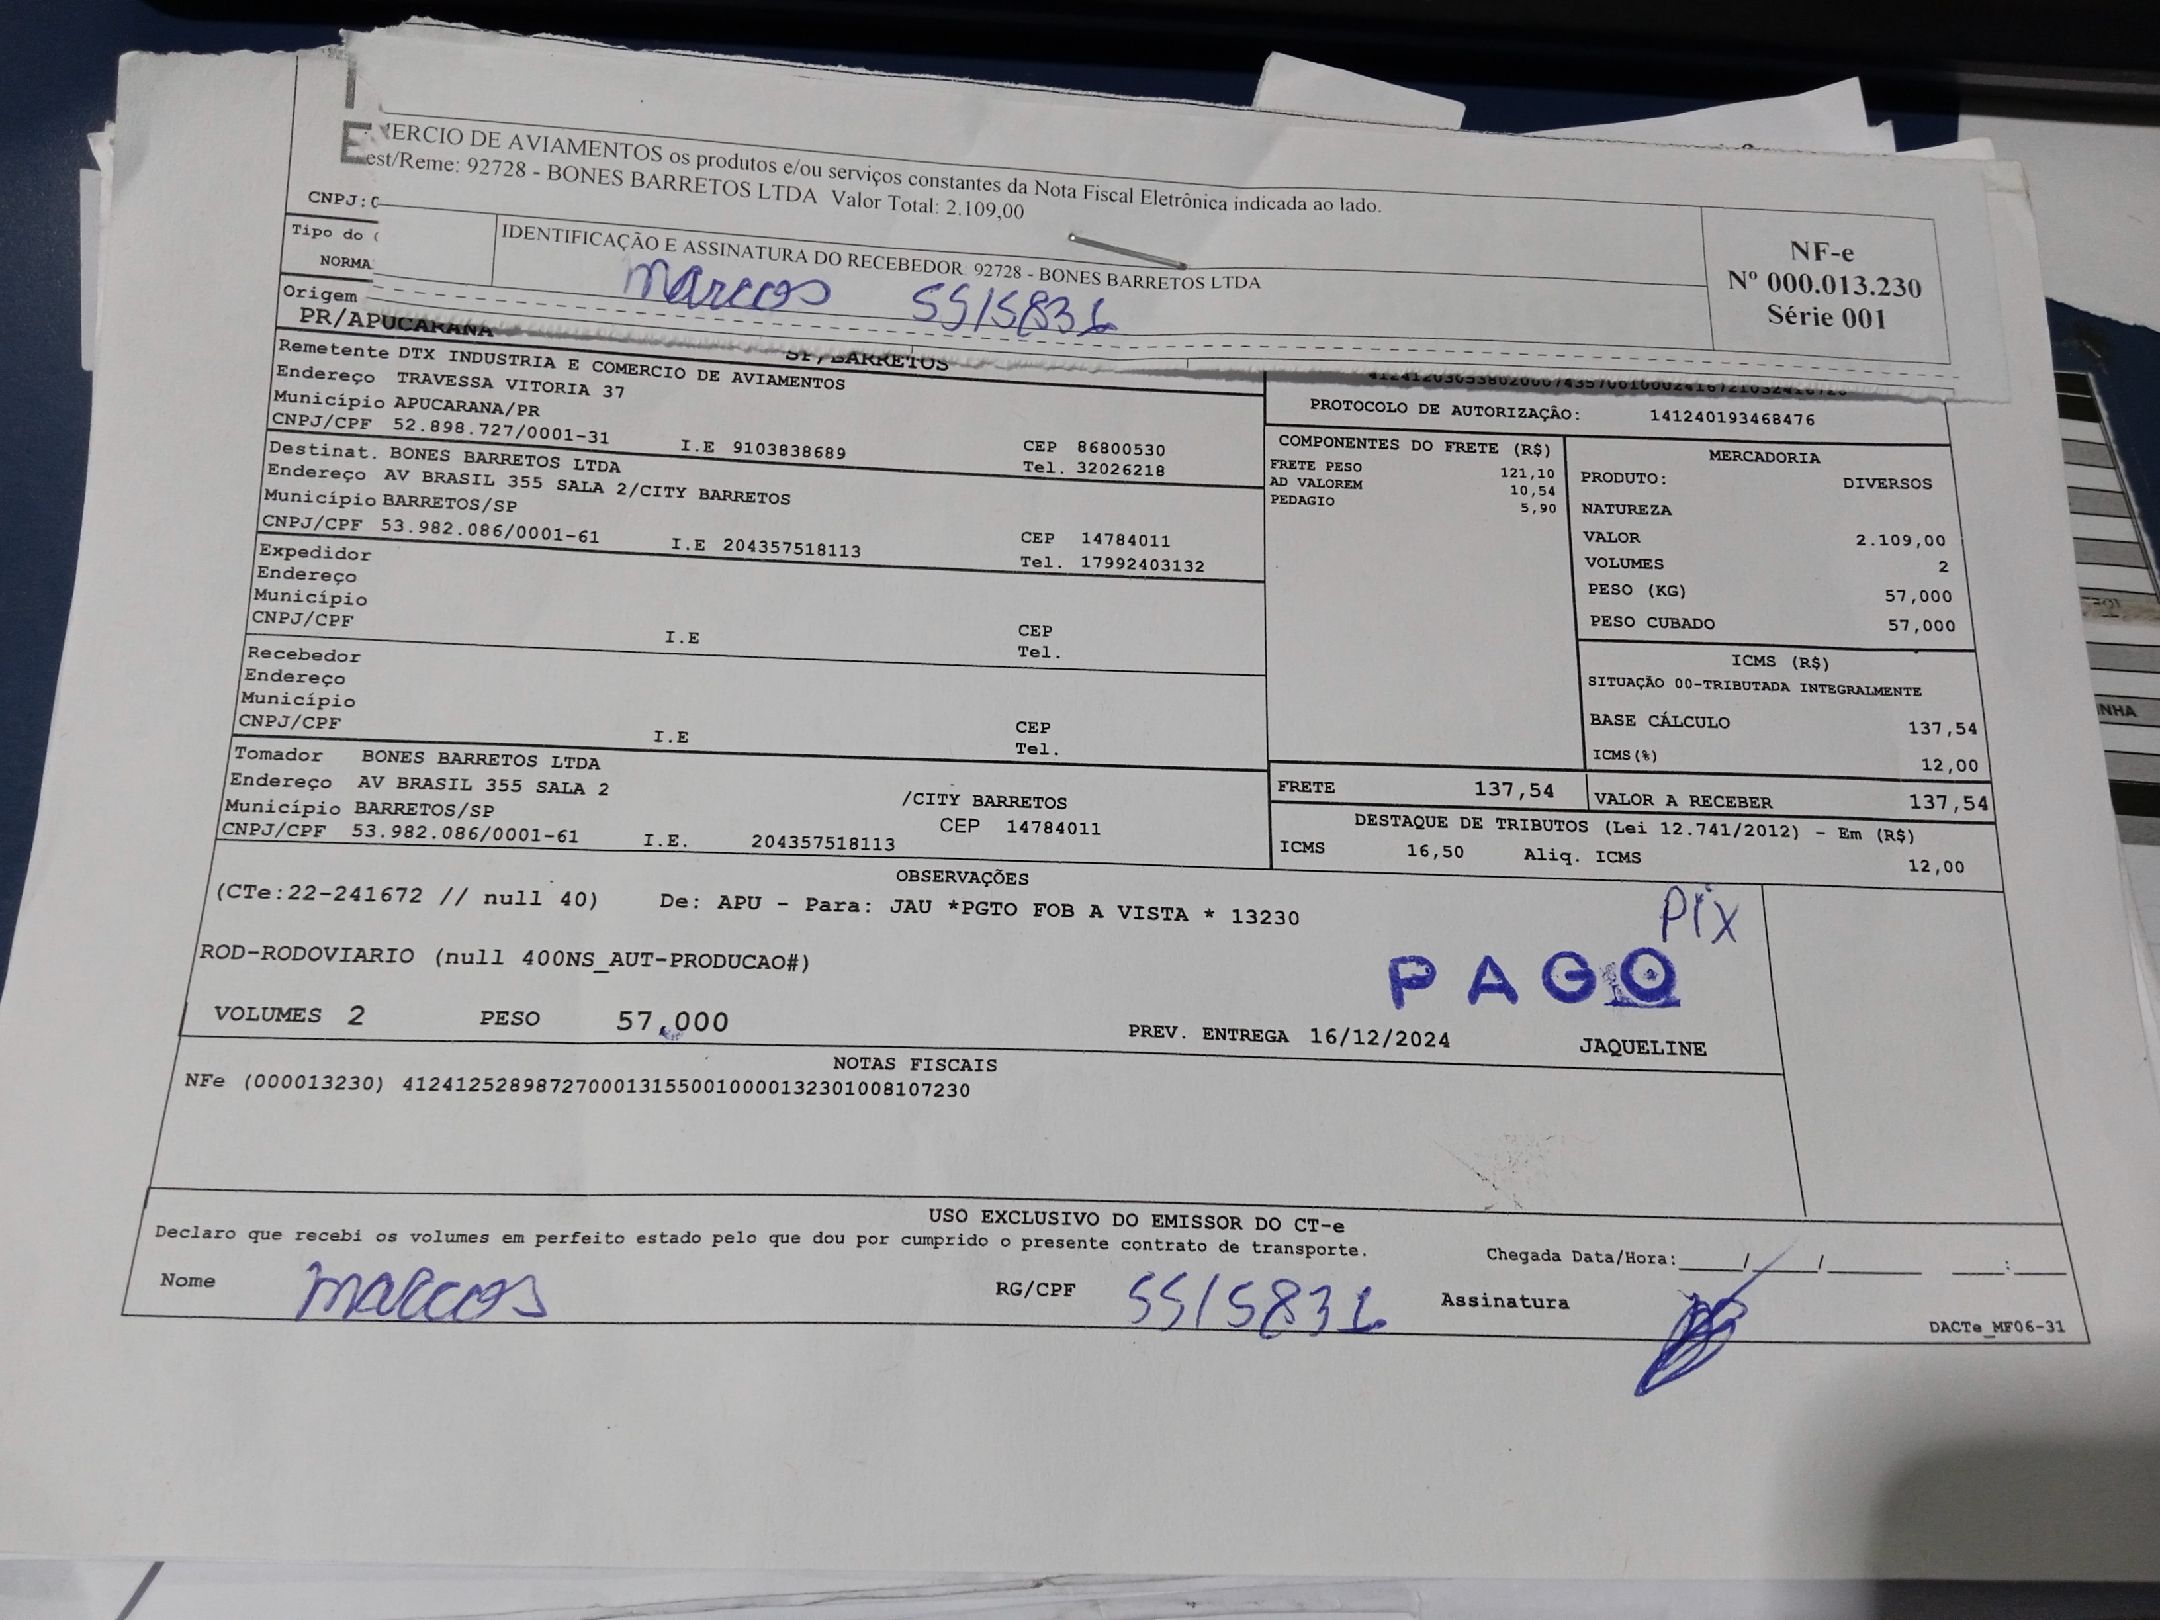 MERCIO DE AVIAMENTOS os produtos e/ou serviços constantes da Nota Fiscal Eletrônica indicada ao lado.
est/Reme: 92728 - BONES BARRETOS LTDA Valor Total: 2.109,00
CNPJ:
Tipo do
NORMA
IDENTIFICAÇÃO E ASSINATURA DO RECEBEDOR 92728 - BONES BARRETOS LTDA
Marcos 5515831
NF-e
Nº 000.013.230
Série 001
Origem
PR/APUCARANA
SP/BARRETOS
Remetente DTX INDUSTRIA E COMERCIO DE AVIAMENTOS
Endereço TRAVESSA VITORIA 37
Município APUCARANA/PR
CNPJ/CPF 52.898.727/0001-31 I.E 9103838689 CEP 86800530
Tel. 32026218
Destinat. BONES BARRETOS LTDA
Endereço AV BRASIL 355 SALA 2/CITY BARRETOS
Município BARRETOS/SP
CNPJ/CPF 53.982.086/0001-61 I.E 204357518113 CEP 14784011
Tel. 17992403132
Expedidor
Endereço
Município
CNPJ/CPF I.E CEP
Tel.
Recebedor
Endereço
Município
CNPJ/CPF I.E CEP
Tel.
Tomador BONES BARRETOS LTDA
Endereço AV BRASIL 355 SALA 2 /CITY BARRETOS
Município BARRETOS/SP CEP 14784011
CNPJ/CPF 53.982.086/0001-61 I.E. 204357518113
PROTOCOLO DE AUTORIZAÇÃO: 141240193468476
COMPONENTES DO FRETE (R$)
FRETE PESO 121,10
AD VALOREM 10,54
PEDAGIO 5,90
MERCADORIA
PRODUTO: DIVERSOS
NATUREZA
VALOR 2.109,00
VOLUMES 2
PESO (KG) 57,000
PESO CUBADO 57,000
ICMS (R$)
SITUAÇÃO 00-TRIBUTADA INTEGRALMENTE
BASE CÁLCULO 137,54
ICMS(%) 12,00
FRETE 137,54 VALOR A RECEBER 137,54
DESTAQUE DE TRIBUTOS (Lei 12.741/2012) - Em (R$)
ICMS 16,50 Aliq. ICMS 12,00
OBSERVAÇÕES
(CTe:22-241672 // null 40) De: APU - Para: JAU *PGTO FOB A VISTA * 13230
Pix
ROD-RODOVIARIO (null 400NS_AUT-PRODUCAO#)
PAGO
VOLUMES 2 PESO 57,000 PREV. ENTREGA 16/12/2024 JAQUELINE
NOTAS FISCAIS
NFe (000013230) 41241252898727000131550010000132301008107230
USO EXCLUSIVO DO EMISSOR DO CT-e
Declaro que recebi os volumes em perfeito estado pelo que dou por cumprido o presente contrato de transporte.
Chegada Data/Hora:____/____/______ ____:____
Nome Marcos RG/CPF 5515831 Assinatura
DACTe_MF06-31